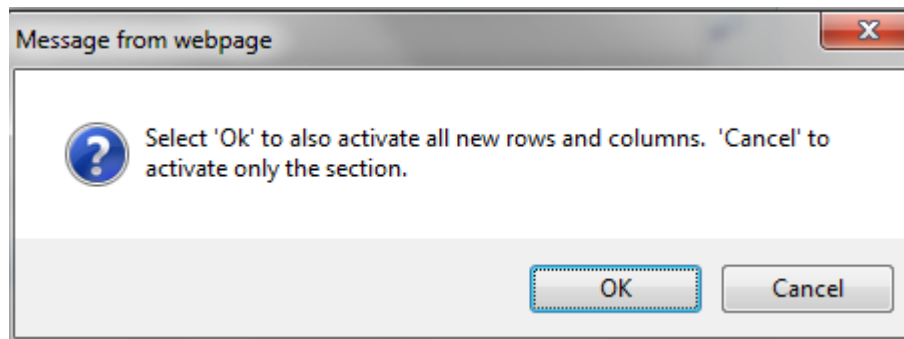 Message from webpage
Select 'Ok' to also activate all new rows and columns.  'Cancel' to
activate only the section.
OK
Cancel